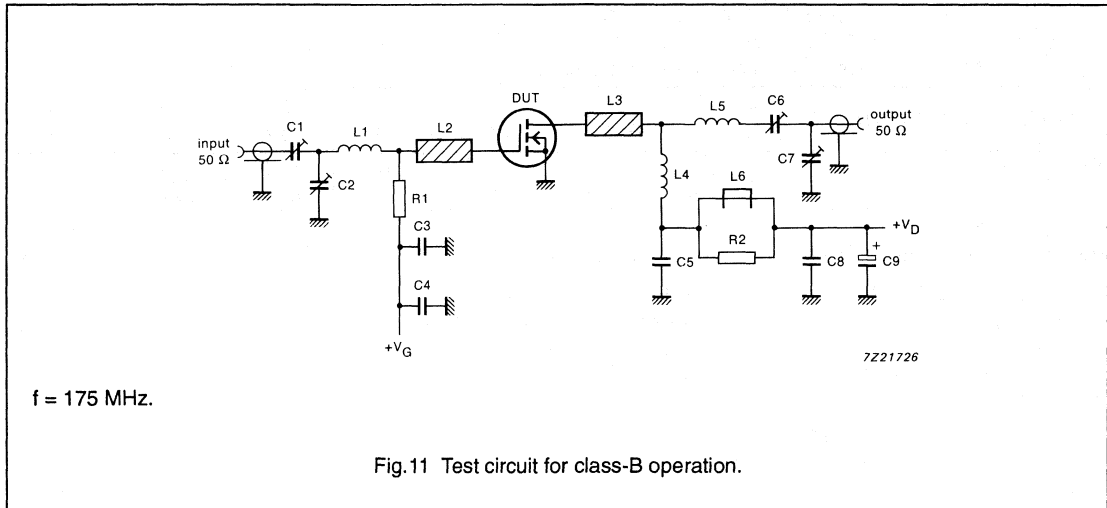 DUT
L3
L5
C6
output
50 Ω
C1
L1
L2
input
50 Ω
C7
C2
L4
L6
R1
+VD
C3
R2
+
C5
C8
C9
C4
+VG
7Z21726
f = 175 MHz.
Fig.11 Test circuit for class-B operation.